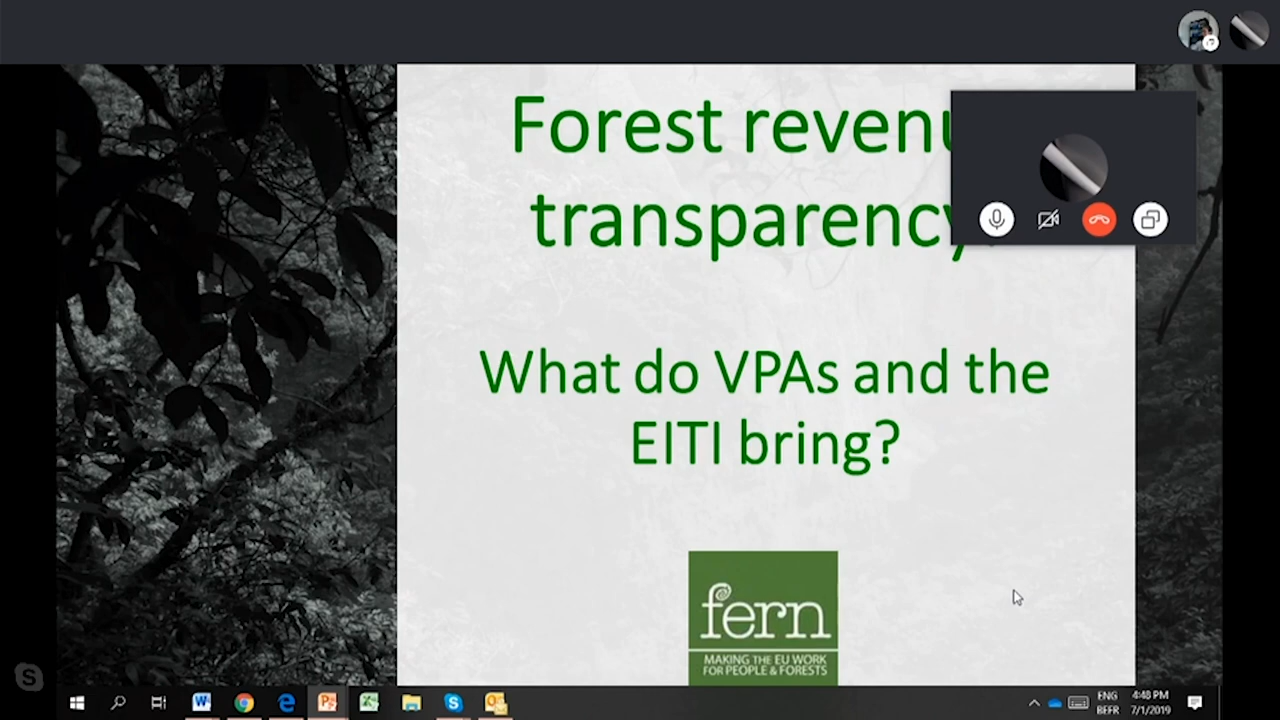 Forest revenu
transparency
What do VPAs and the
EITI bring?
fern
MAKING THE EU WORK
FOR PEOPLE & FORESTS
S
ENG
BEFR
4:48 PM
7/1/2019